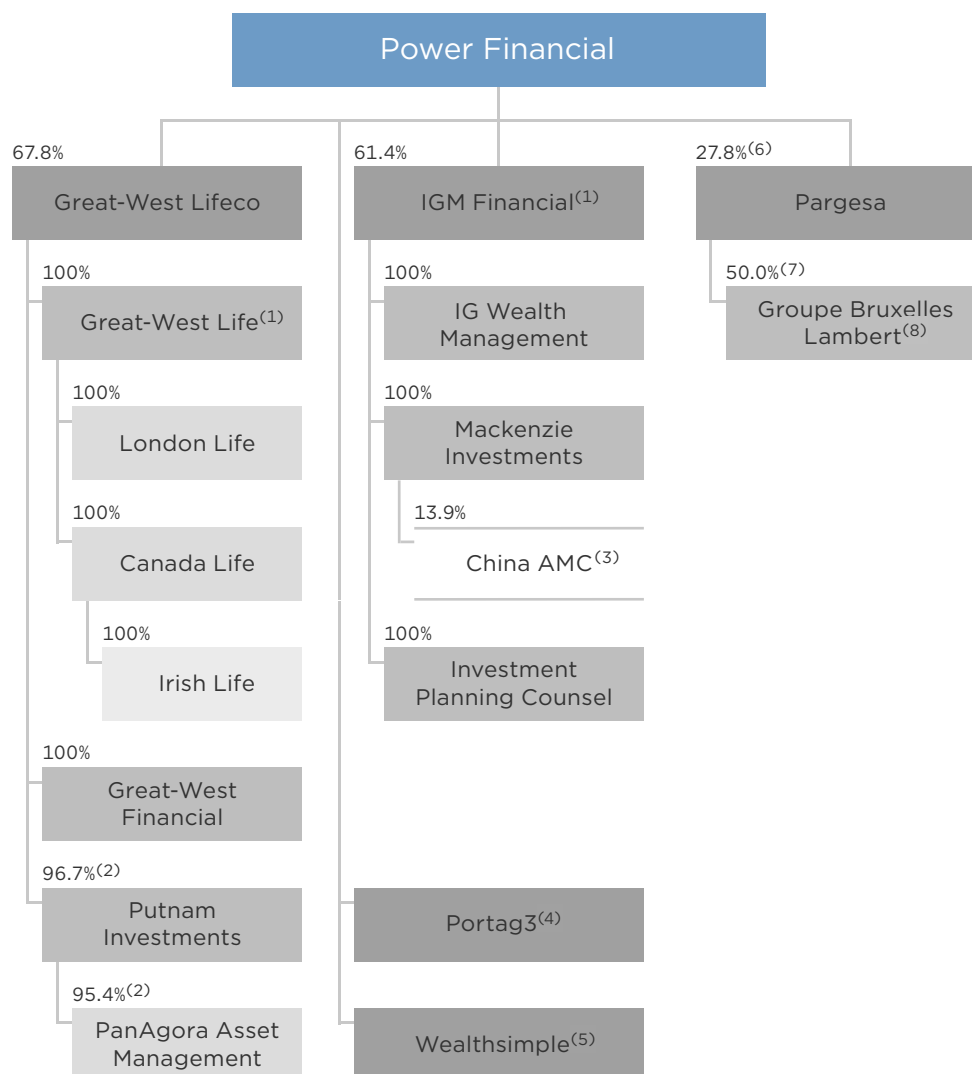 Power Financial
67.8%
Great-West Lifeco
100%
Great-West Life(1)
100%
London Life
100%
Canada Life
100%
Irish Life
100%
Great-West
Financial
96.7%(2)
Putnam
Investments
95.4%(2)
PanAgora Asset
Management
61.4%
IGM Financial(1)
100%
IG Wealth
Management
100%
Mackenzie
Investments
13.9%
China AMC(3)
100%
Investment
Planning Counsel
Portag3(4)
Wealthsimple(5)
27.8%(6)
Pargesa
50.0%(7)
Groupe Bruxelles
Lambert(8)